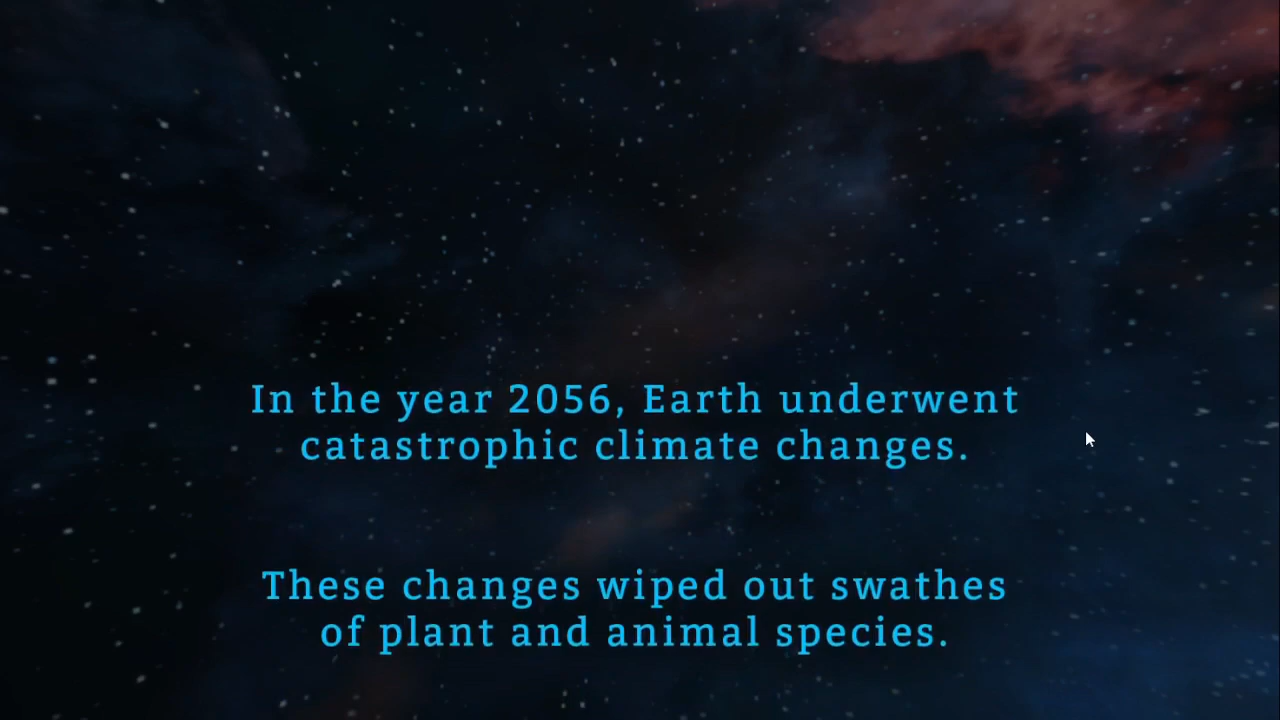 In the year 2056, Earth underwent
catastrophic climate changes.
These changes wiped out swathes
of plant and animal species.